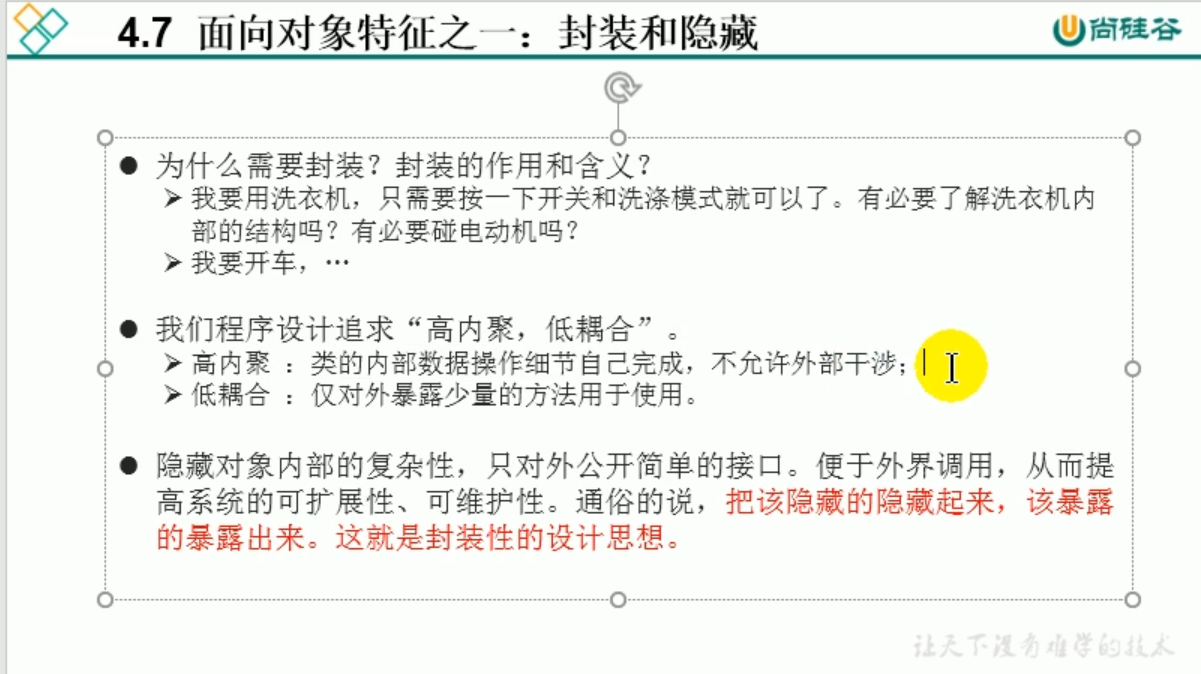 4.7 面向对象特征之一：封装和隐藏
尚硅谷
● 为什么需要封装？封装的作用和含义？
➢ 我要用洗衣机，只需要按一下开关和洗涤模式就可以了。有必要了解洗衣机内
部的结构吗？有必要碰电动机吗？
➢ 我要开车，…
● 我们程序设计追求“高内聚，低耦合”。
➢ 高内聚 ：类的内部数据操作细节自己完成，不允许外部干涉；
➢ 低耦合 ：仅对外暴露少量的方法用于使用。
● 隐藏对象内部的复杂性，只对外公开简单的接口。便于外界调用，从而提
高系统的可扩展性、可维护性。通俗的说，把该隐藏的隐藏起来，该暴露
的暴露出来。这就是封装性的设计思想。
让天下没有难学的技术